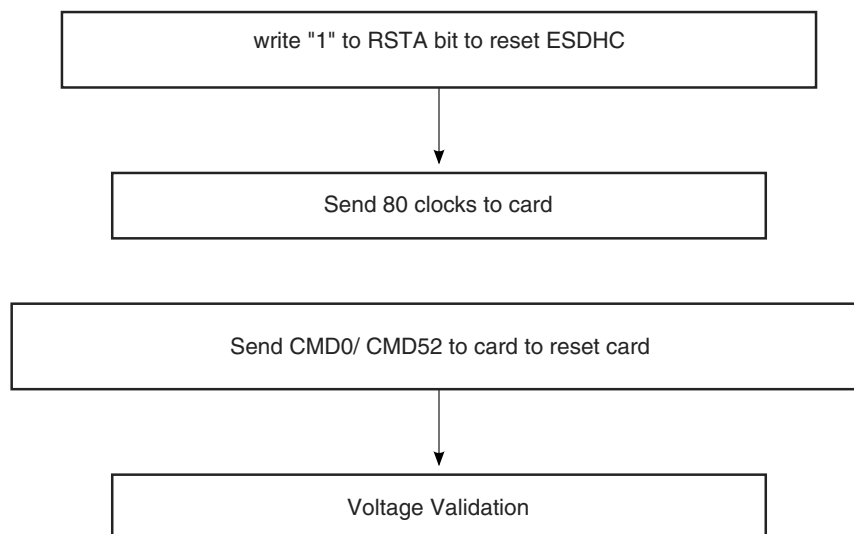 write "1" to RSTA bit to reset ESDHC
Send 80 clocks to card
Send CMD0/ CMD52 to card to reset card
Voltage Validation